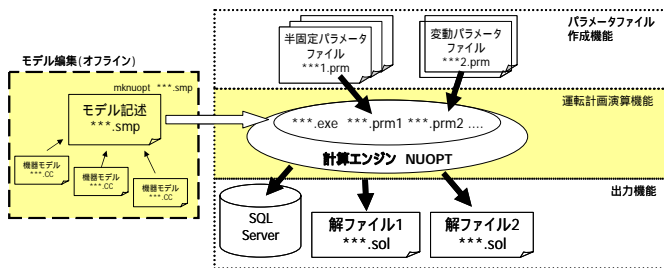 モデル編集(オフライン)
mknuopt ***.smp
モデル記述
***.smp
機器モデル
***.CC
機器モデル
***.CC
機器モデル
***.CC
半固定パラメータ
ファイル
***1.prm
変動パラメータ
ファイル
***2.prm
パラメータファイル
作成機能
運転計画演算機能
***.exe ***.prm1 ***.prm2 ....
計算エンジン NUOPT
出力機能
SQL
Server
解ファイル1
***.sol
解ファイル2
***.sol